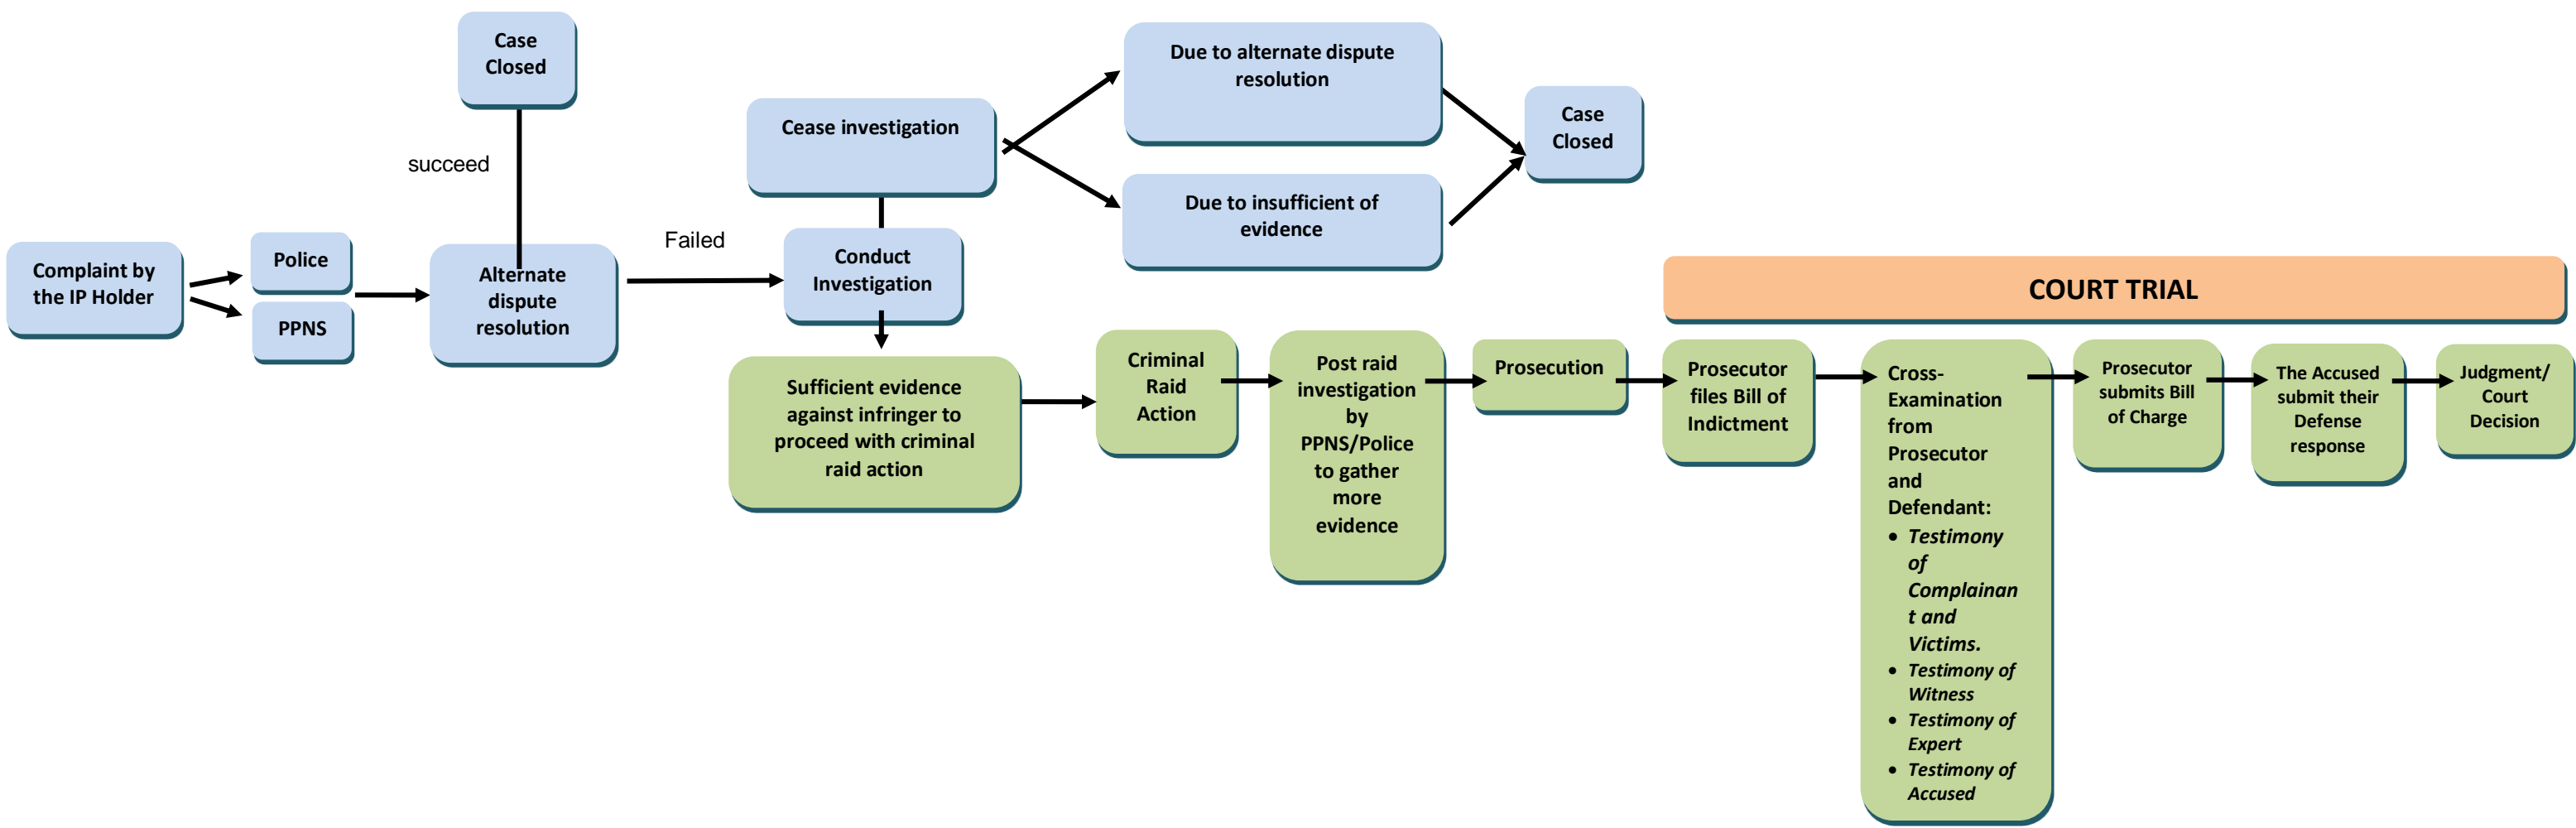 Case
Closed
succeed
Complaint by
the IP Holder
Police
PPNS
Alternate
dispute
resolution
Failed
Cease investigation
Conduct
Investigation
Due to alternate dispute
resolution
Due to insufficient of
evidence
Case
Closed
Sufficient evidence
against infringer to
proceed with criminal
raid action
Criminal
Raid
Action
Post raid
investigation
by
PPNS/Police
to gather
more
evidence
Prosecution
COURT TRIAL
Prosecutor
files Bill of
Indictment
Cross-
Examination
from
Prosecutor
and
Defendant:
• Testimony
of
Complainan
t and
Victims.
• Testimony of
Witness
• Testimony of
Expert
• Testimony of
Accused
Prosecutor
submits Bill
of Charge
The Accused
submit their
Defense
response
Judgment/
Court
Decision